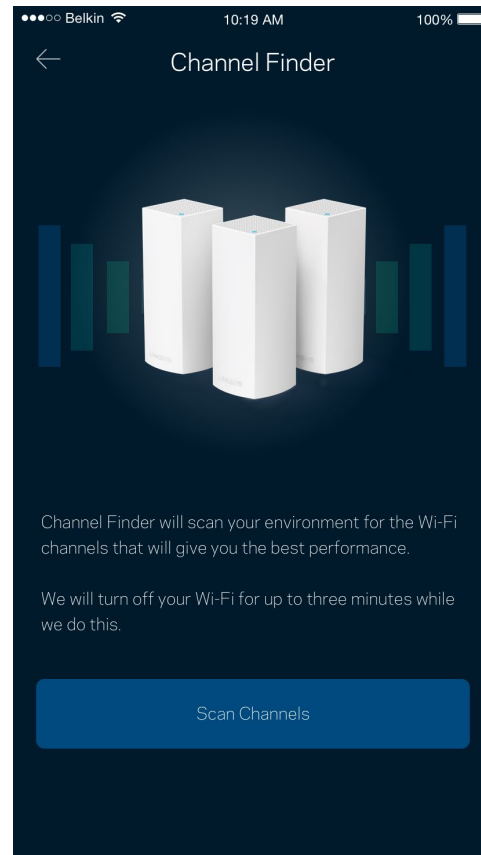 Belkin 10:19 AM 100%
Channel Finder
Channel Finder will scan your environment for the Wi-Fi
channels that will give you the best performance.
We will turn off your Wi-Fi for up to three minutes while
we do this.
Scan Channels